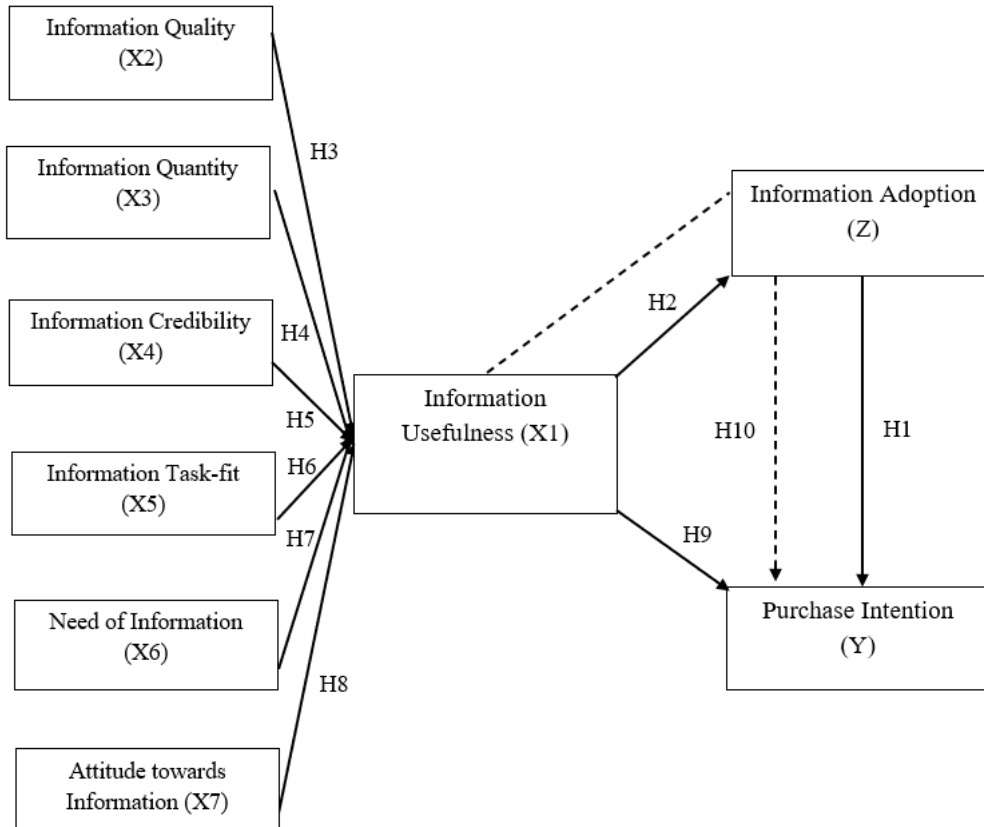 Information Quality
(X2)
H3
Information Quantity
(X3)
Information Adoption
(Z)
H2
Information Credibility
(X4)
H4
Information
Usefulness (X1)
H5
H10
H1
Information Task-fit
(X5)
H6
H7
H9
Need of Information
(X6)
Purchase Intention
(Y)
H8
Attitude towards
Information (X7)